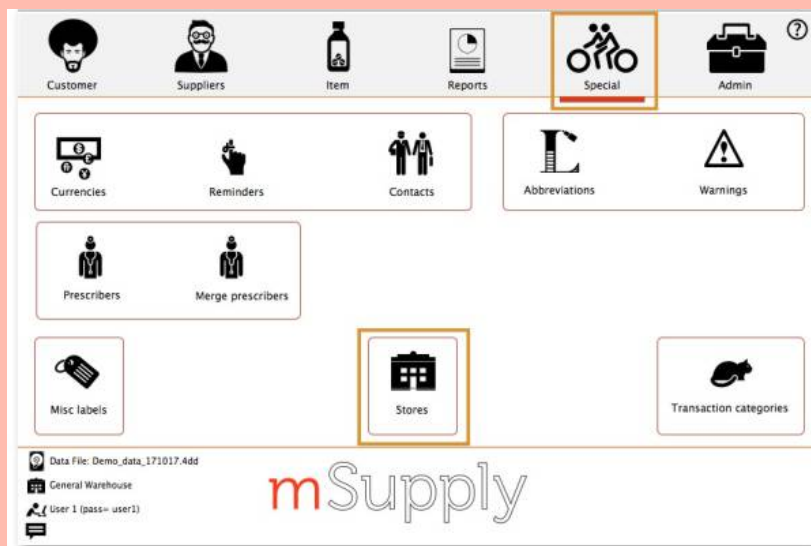 ?
Customer Suppliers Item Reports Special Admin
Currencies Reminders Contacts Abbreviations Warnings
Prescribers Merge prescribers
Misc labels Stores Transaction categories
Data File: Demo_data_171017.4dd
General Warehouse
User 1 (pass= user1)
mSupply